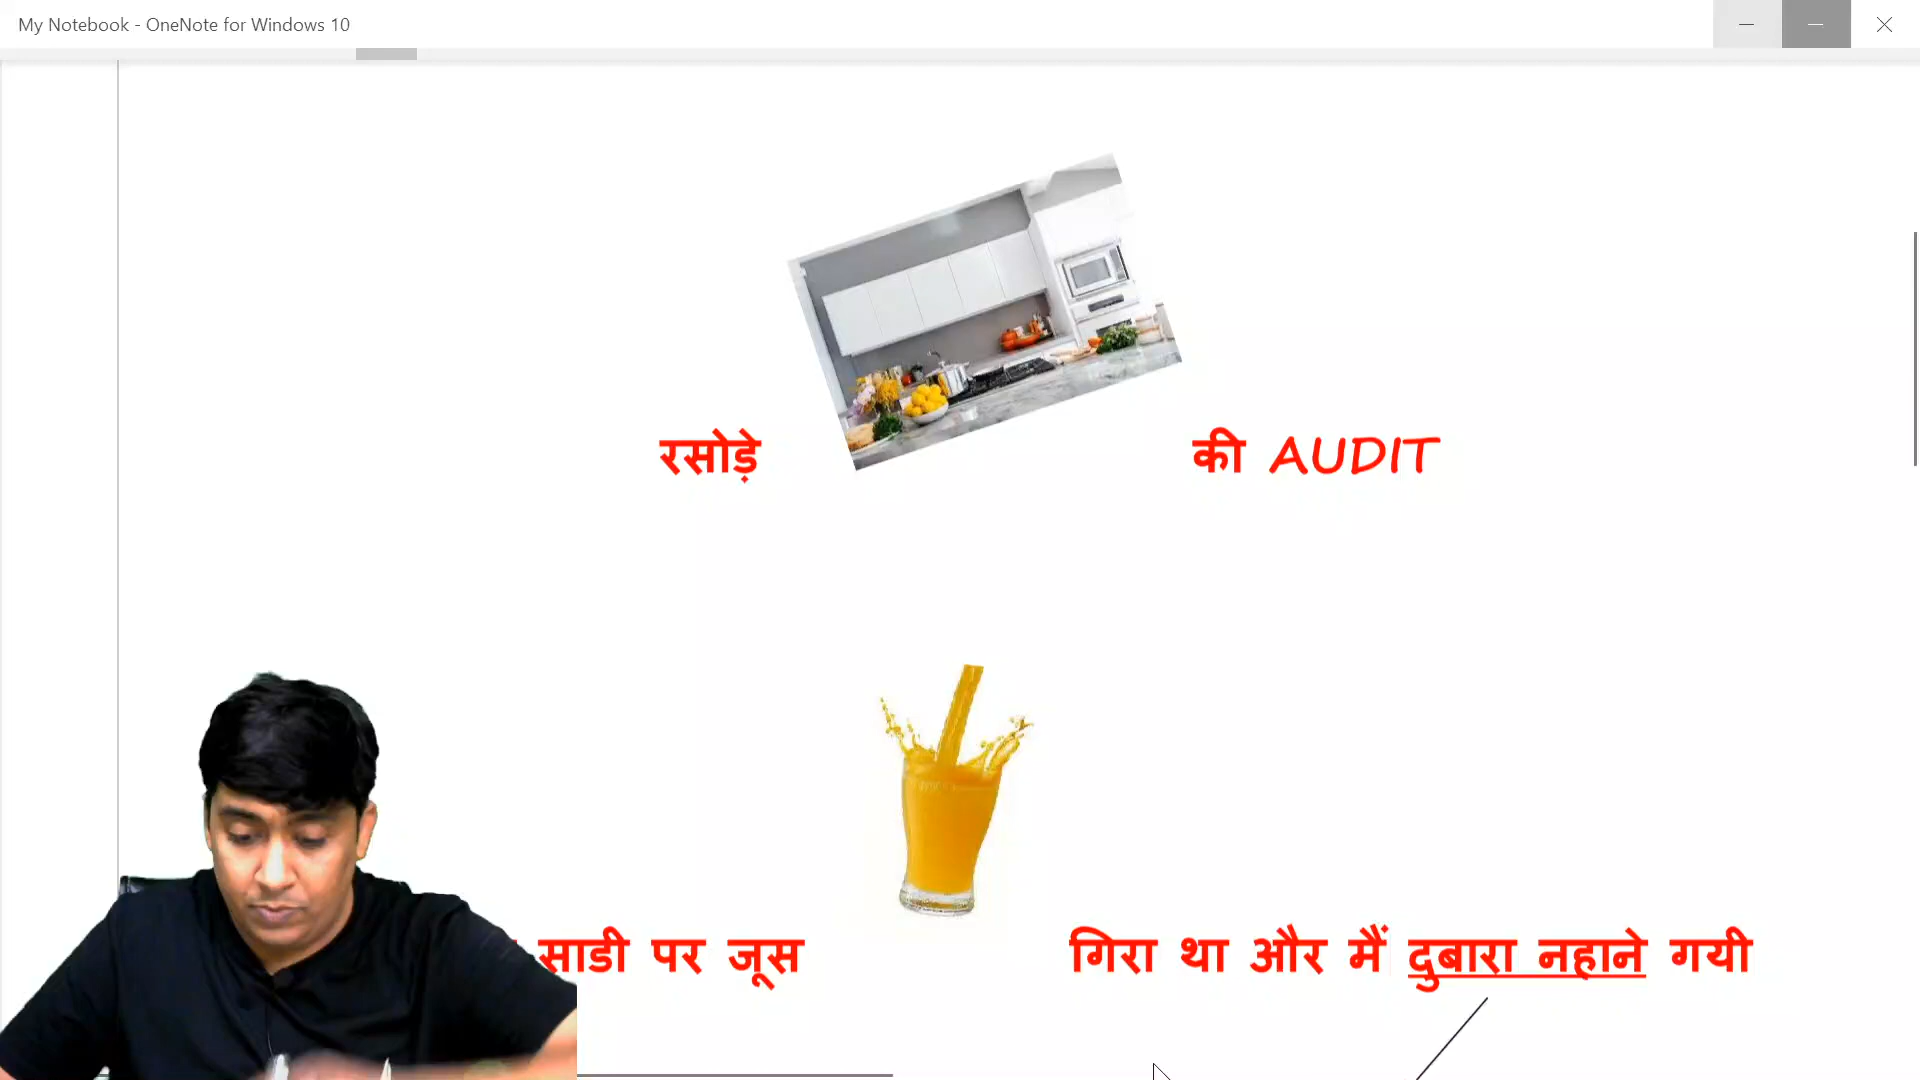 My Notebook - OneNote for Windows 10
रसोड़े की AUDIT
साडी पर जूस गिरा था और मैं दुबारा नहाने गयी